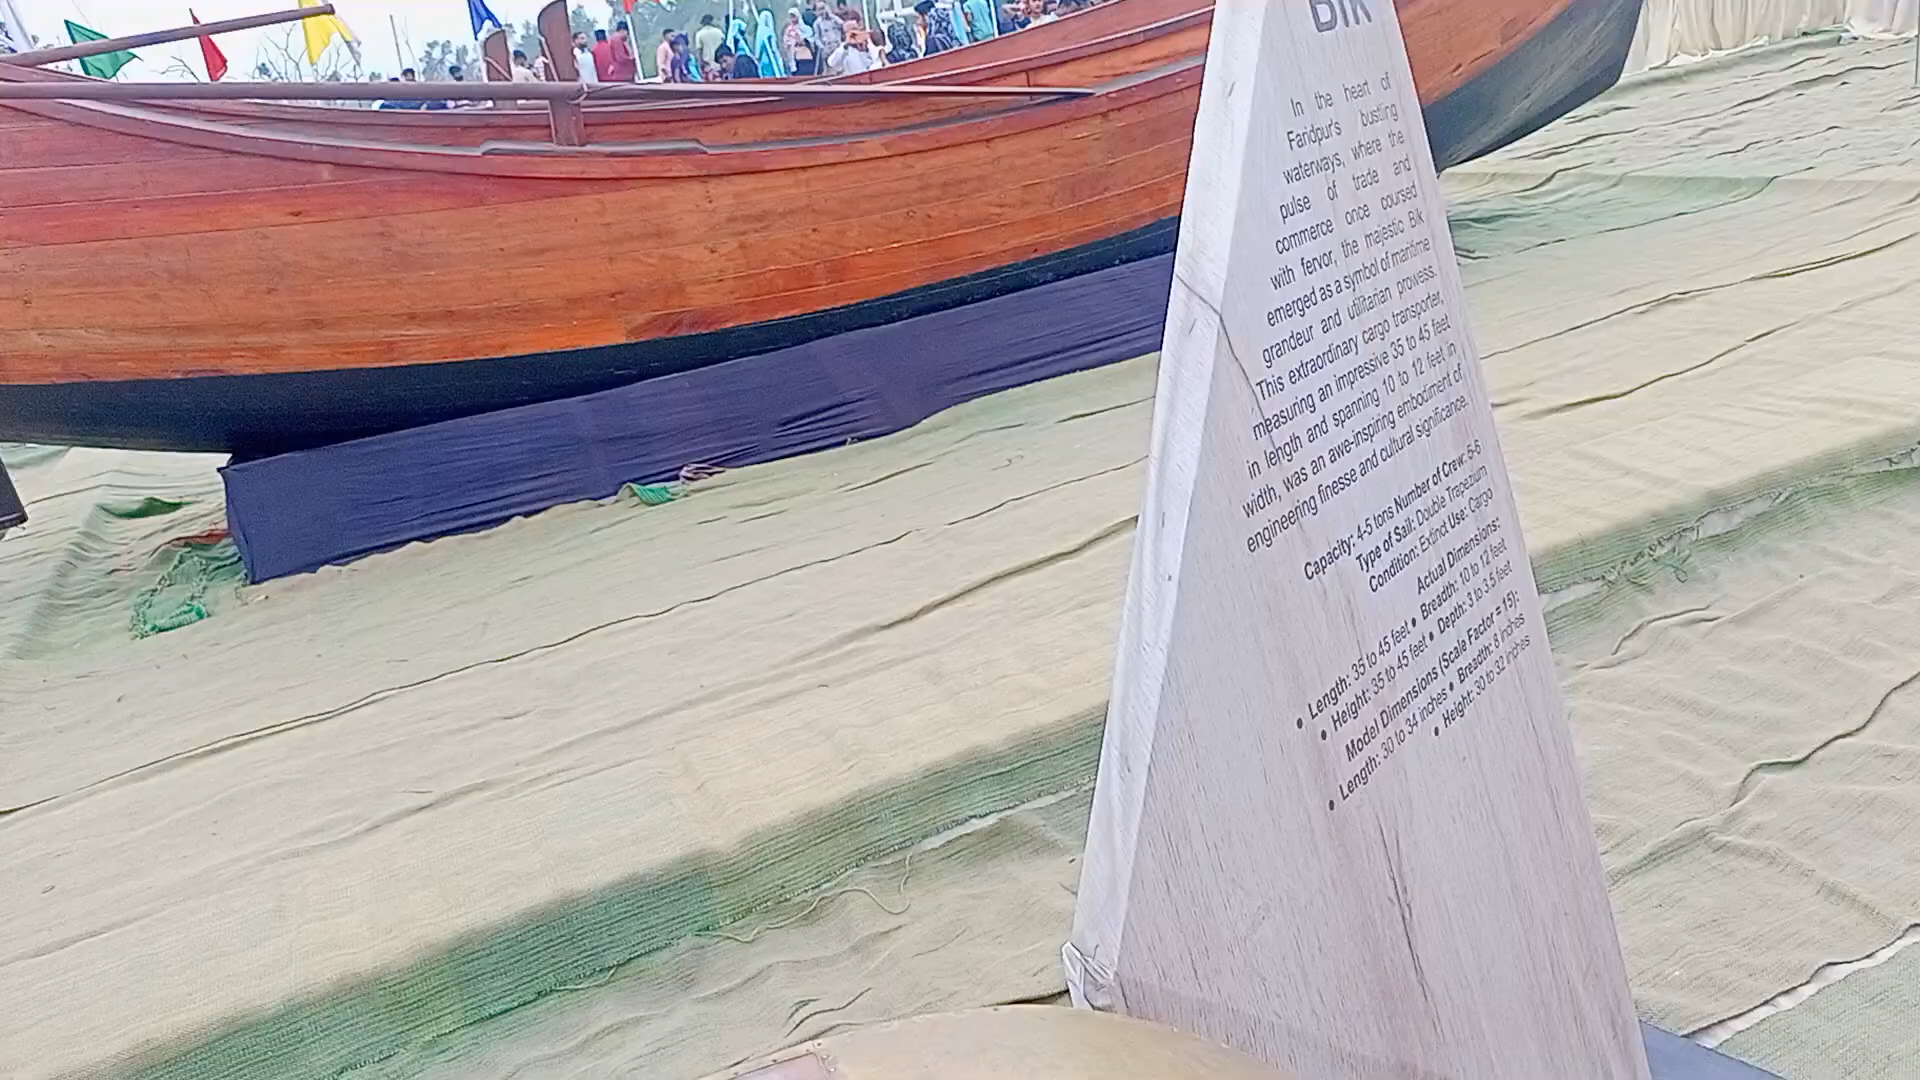 Bik
In the heart of
Faridpur's bustling
waterways, where the
pulse of trade and
commerce once coursed
with fervor, the majestic Bik
emerged as a symbol of maritime
grandeur and utilitarian prowess.
This extraordinary cargo transporter,
measuring an impressive 35 to 45 feet
in length and spanning 10 to 12 feet in
width, was an awe-inspiring embodiment of
engineering finesse and cultural significance.
Capacity: 4-5 tons Number of Crew: 5-6
Type of Sail: Double Trapezium
Condition: Extinct Use: Cargo
Actual Dimensions:
• Length: 35 to 45 feet • Breadth: 10 to 12 feet
• Height: 35 to 45 feet • Depth: 3 to 3.5 feet
Model Dimensions (Scale Factor = 15):
• Length: 30 to 34 inches • Breadth: 8 inches
• Height: 30 to 32 inches